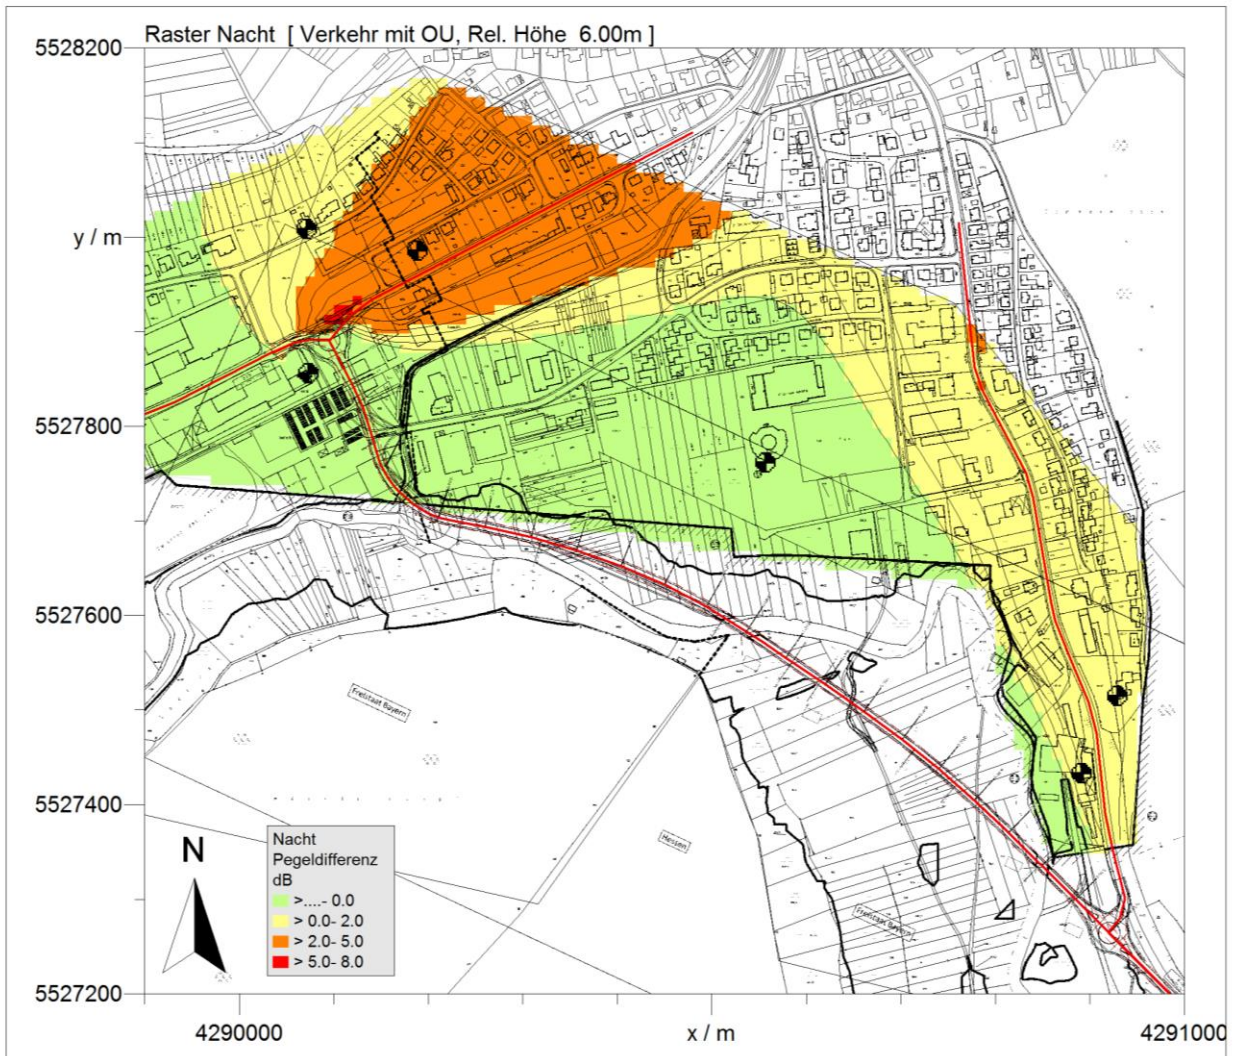 Raster Nacht [ Verkehr mit OU, Rel. Höhe 6.00m ]
5528200
y / m
5527800
5527600
Freistaat Bayern
5527400
Hessen
N
Nacht
Pegeldifferenz
dB
>....- 0.0
> 0.0- 2.0
> 2.0- 5.0
> 5.0- 8.0
Freistaat Bayern
5527200
4290000
x / m
4291000